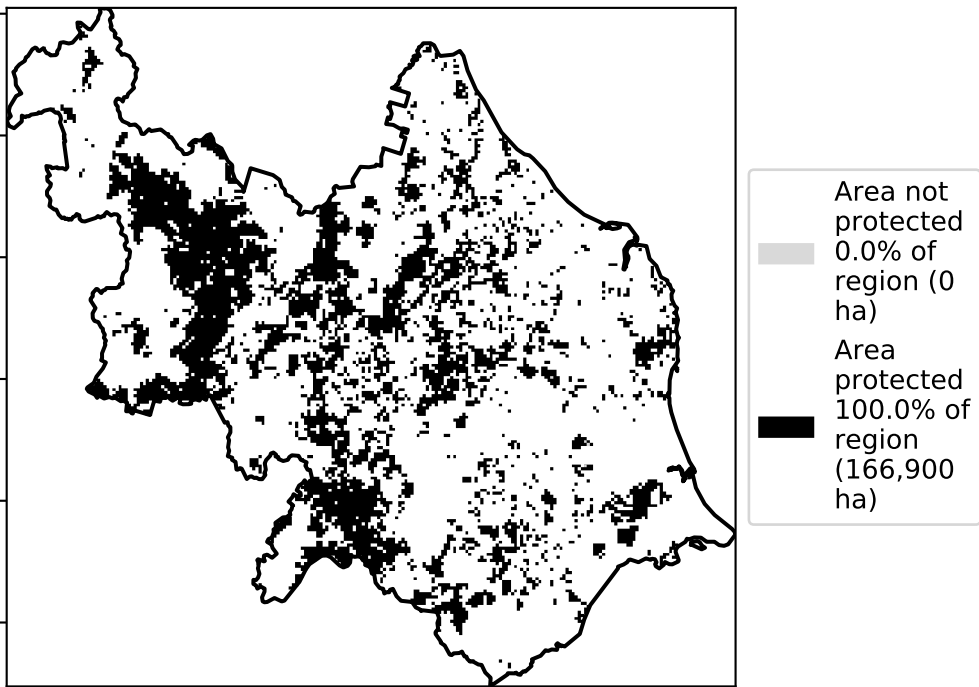 Area not
protected
0.0% of
region (0
ha)
Area
protected
100.0% of
region
(166,900
ha)